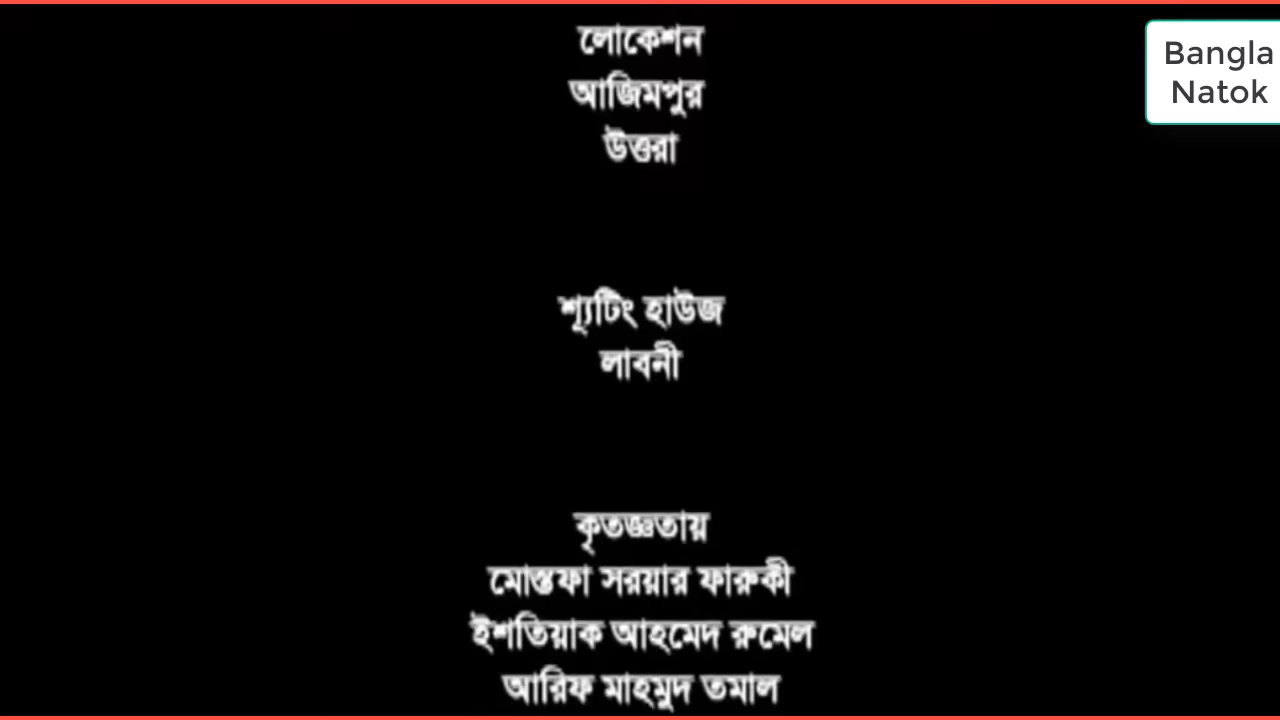 লোকেশন
আজিমপুর
উত্তরা
শ্যূটিং হাউজ
লাবনী
কৃতজ্ঞতায়
মোস্তফা সরয়ার ফারুকী
ইশতিয়াক আহমেদ রুমেল
আরিফ মাহমুদ তমাল
Bangla
Natok